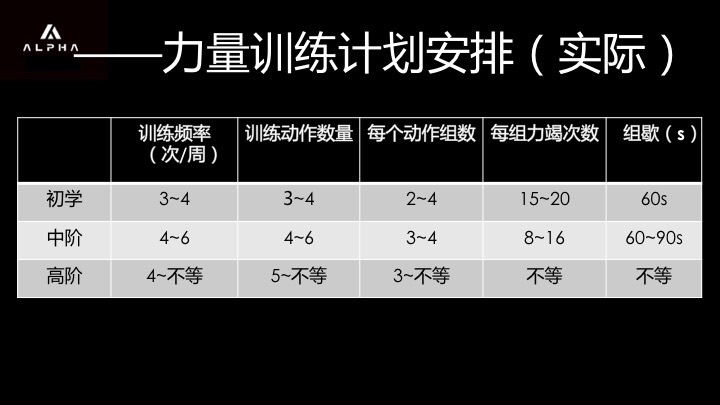 ALPHA
——力量训练计划安排（实际）
训练频率（次/周） 训练动作数量 每个动作组数 每组力竭次数 组歇（s）
初学 3~4 3~4 2~4 15~20 60s
中阶 4~6 4~6 3~4 8~16 60~90s
高阶 4~不等 5~不等 3~不等 不等 不等